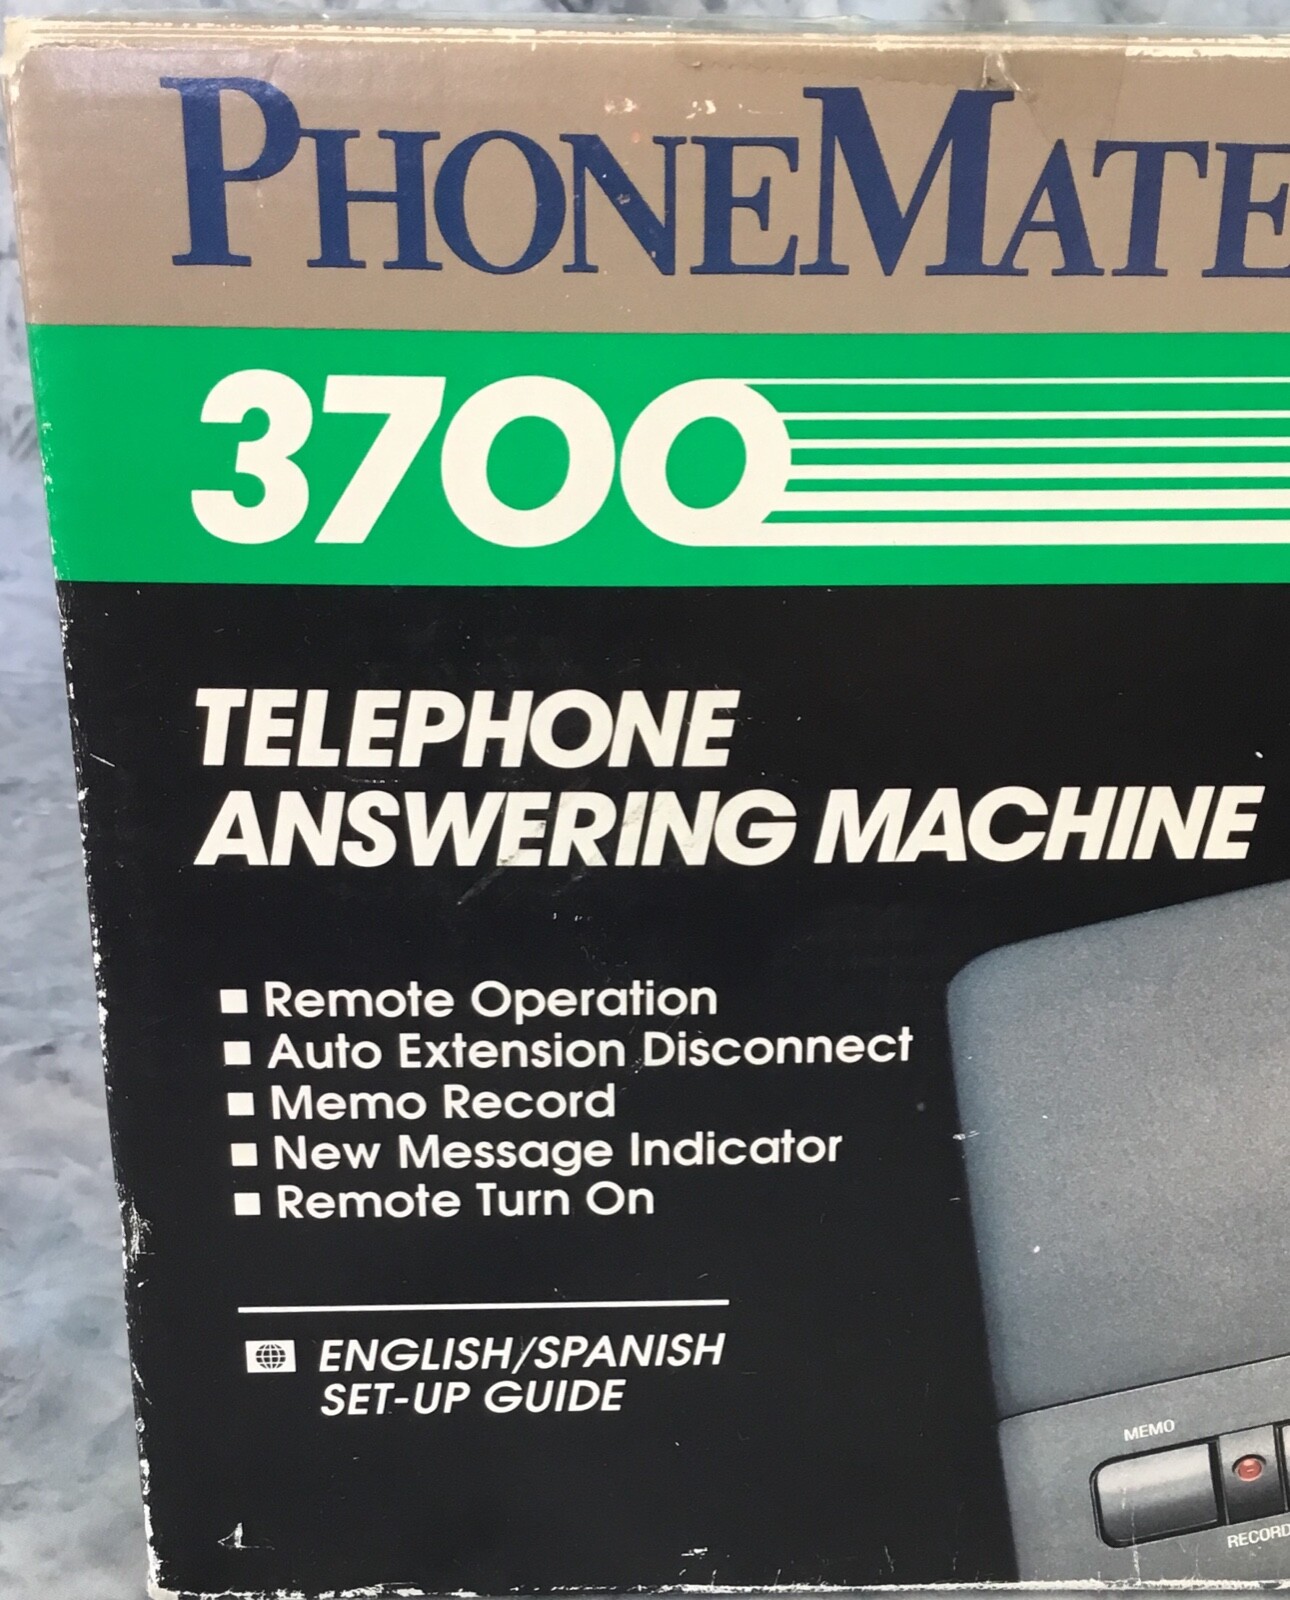 PHONEMATE
3700
TELEPHONE
ANSWERING MACHINE
■ Remote Operation
■ Auto Extension Disconnect
■ Memo Record
■ New Message Indicator
■ Remote Turn On
ENGLISH/SPANISH
SET-UP GUIDE
MEMO
RECORD